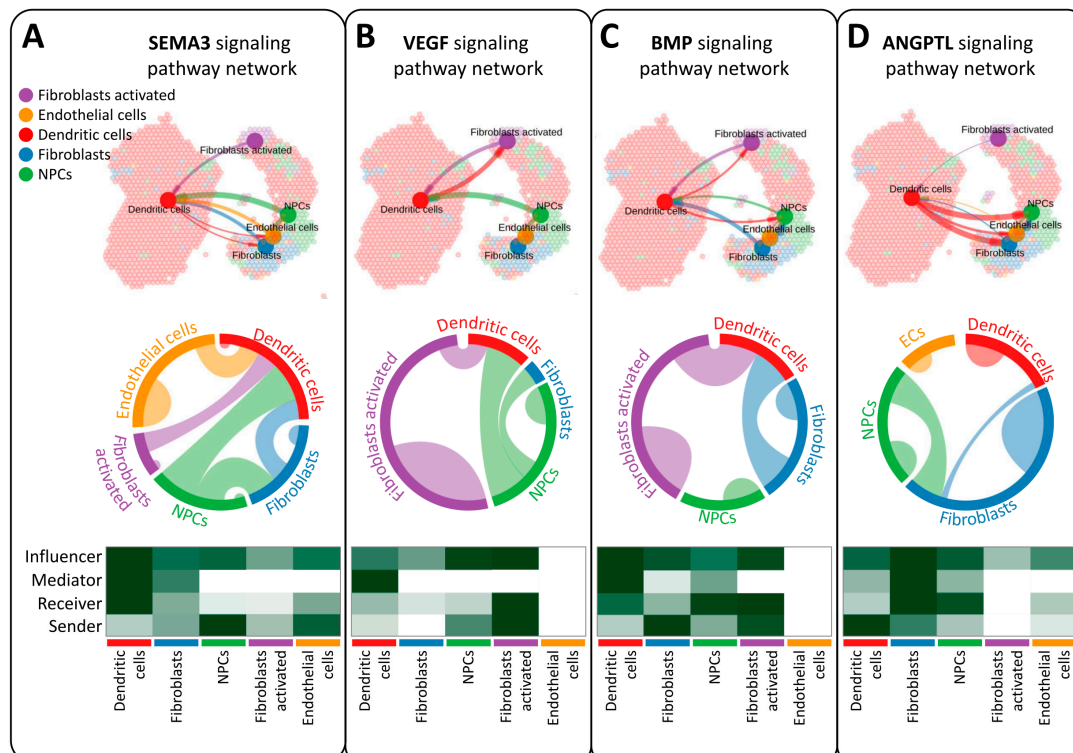 A
SEMA3 signaling
pathway network
Fibroblasts activated
Endothelial cells
Dendritic cells
Fibroblasts
NPCs
Fibroblasts activated
Dendritic cells
NPCs
Endothelial cells
Fibroblasts
Endothelial cells
Dendritic cells
Fibroblasts
activated
NPCs
Fibroblasts
Influencer
Mediator
Receiver
Sender
Dendritic
cells
Fibroblasts
NPCs
Fibroblasts
activated
Endothelial
cells
B
VEGF signaling
pathway network
Fibroblasts activated
Dendritic cells
NPCs
Endothelial cells
Fibroblasts
Dendritic cells
Fibroblasts activated
Fibroblasts
NPCs
Dendritic
cells
Fibroblasts
NPCs
Fibroblasts
activated
Endothelial
cells
C
BMP signaling
pathway network
Fibroblasts activated
Dendritic cells
NPCs
Endothelial cells
Fibroblasts
Dendritic cells
Fibroblasts activated
Fibroblasts
NPCs
Dendritic
cells
Fibroblasts
NPCs
Fibroblasts
activated
Endothelial
cells
D
ANGPTL signaling
pathway network
Fibroblasts activated
Dendritic cells
NPCs
Endothelial cells
Fibroblasts
ECs
Dendritic cells
NPCs
Fibroblasts
Dendritic
cells
Fibroblasts
NPCs
Fibroblasts
activated
Endothelial
cells